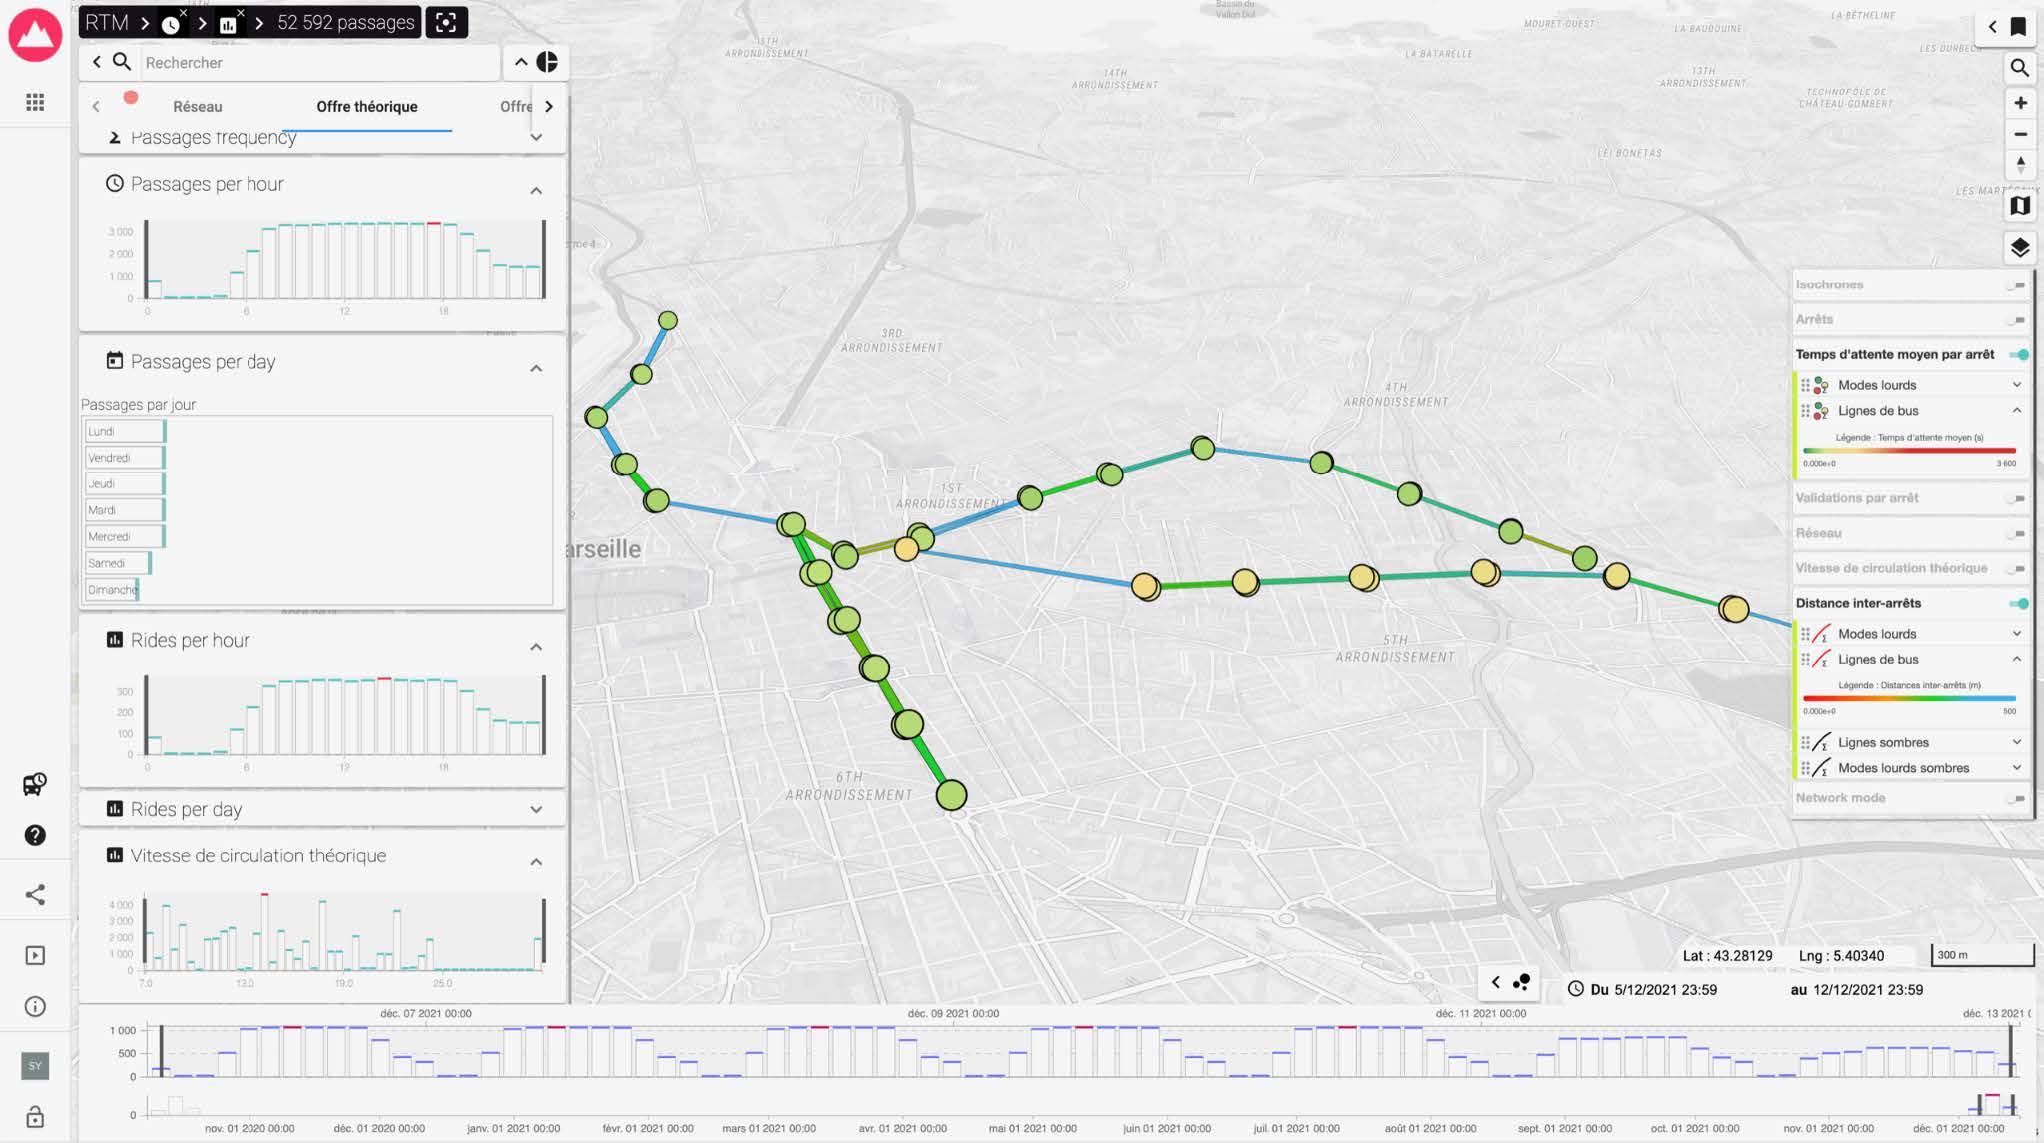 RTM
52 592 passages
Rechercher
Réseau
Offre théorique
Offre
Passages frequency
Passages per hour
3 000
2 000
1 000
0
0
6
12
18
Passages per day
Passages par jour
Lundi
Vendredi
Jeudi
Mardi
Mercredi
Samedi
Dimanche
Rides per hour
300
200
100
0
0
6
12
18
Rides per day
Vitesse de circulation théorique
4 000
3 000
2 000
1 000
0
7.0
13.0
19.0
25.0
SY
Bassin du
Vallon Dol
15TH
ARRONDISSEMENT
14TH
ARRONDISSEMENT
13TH
ARRONDISSEMENT
MOURET-OUEST
LA BÂTARELLE
LA BAUDOUINE
LA BÉTHELINE
LES DURBEC
TECHNOPÔLE DE
CHÂTEAU-GOMBERT
LEÏ BONETAS
3RD
ARRONDISSEMENT
4TH
ARRONDISSEMENT
1ST
ARRONDISSEMENT
arseille
5TH
ARRONDISSEMENT
6TH
ARRONDISSEMENT
Isochrones
Arrêts
Temps d'attente moyen par arrêt
Modes lourds
Lignes de bus
Légende : Temps d'attente moyen (s)
0.000e+0
3 600
Validations par arrêt
Réseau
Vitesse de circulation théorique
Distance inter-arrêts
Modes lourds
Lignes de bus
Légende : Distances inter-arrêts (m)
0.000e+0
500
Lignes sombres
Modes lourds sombres
Network mode
Lat : 43.28129
Lng : 5.40340
300 m
Du 5/12/2021 23:59
au 12/12/2021 23:59
déc. 07 2021 00:00
déc. 09 2021 00:00
déc. 11 2021 00:00
déc. 13 2021
1 000
500
0
0
nov. 01 2020 00:00
déc. 01 2020 00:00
janv. 01 2021 00:00
févr. 01 2021 00:00
mars 01 2021 00:00
avr. 01 2021 00:00
mai 01 2021 00:00
juin 01 2021 00:00
juil. 01 2021 00:00
août 01 2021 00:00
sept. 01 2021 00:00
oct. 01 2021 00:00
nov. 01 2021 00:00
déc. 01 2021 00:00